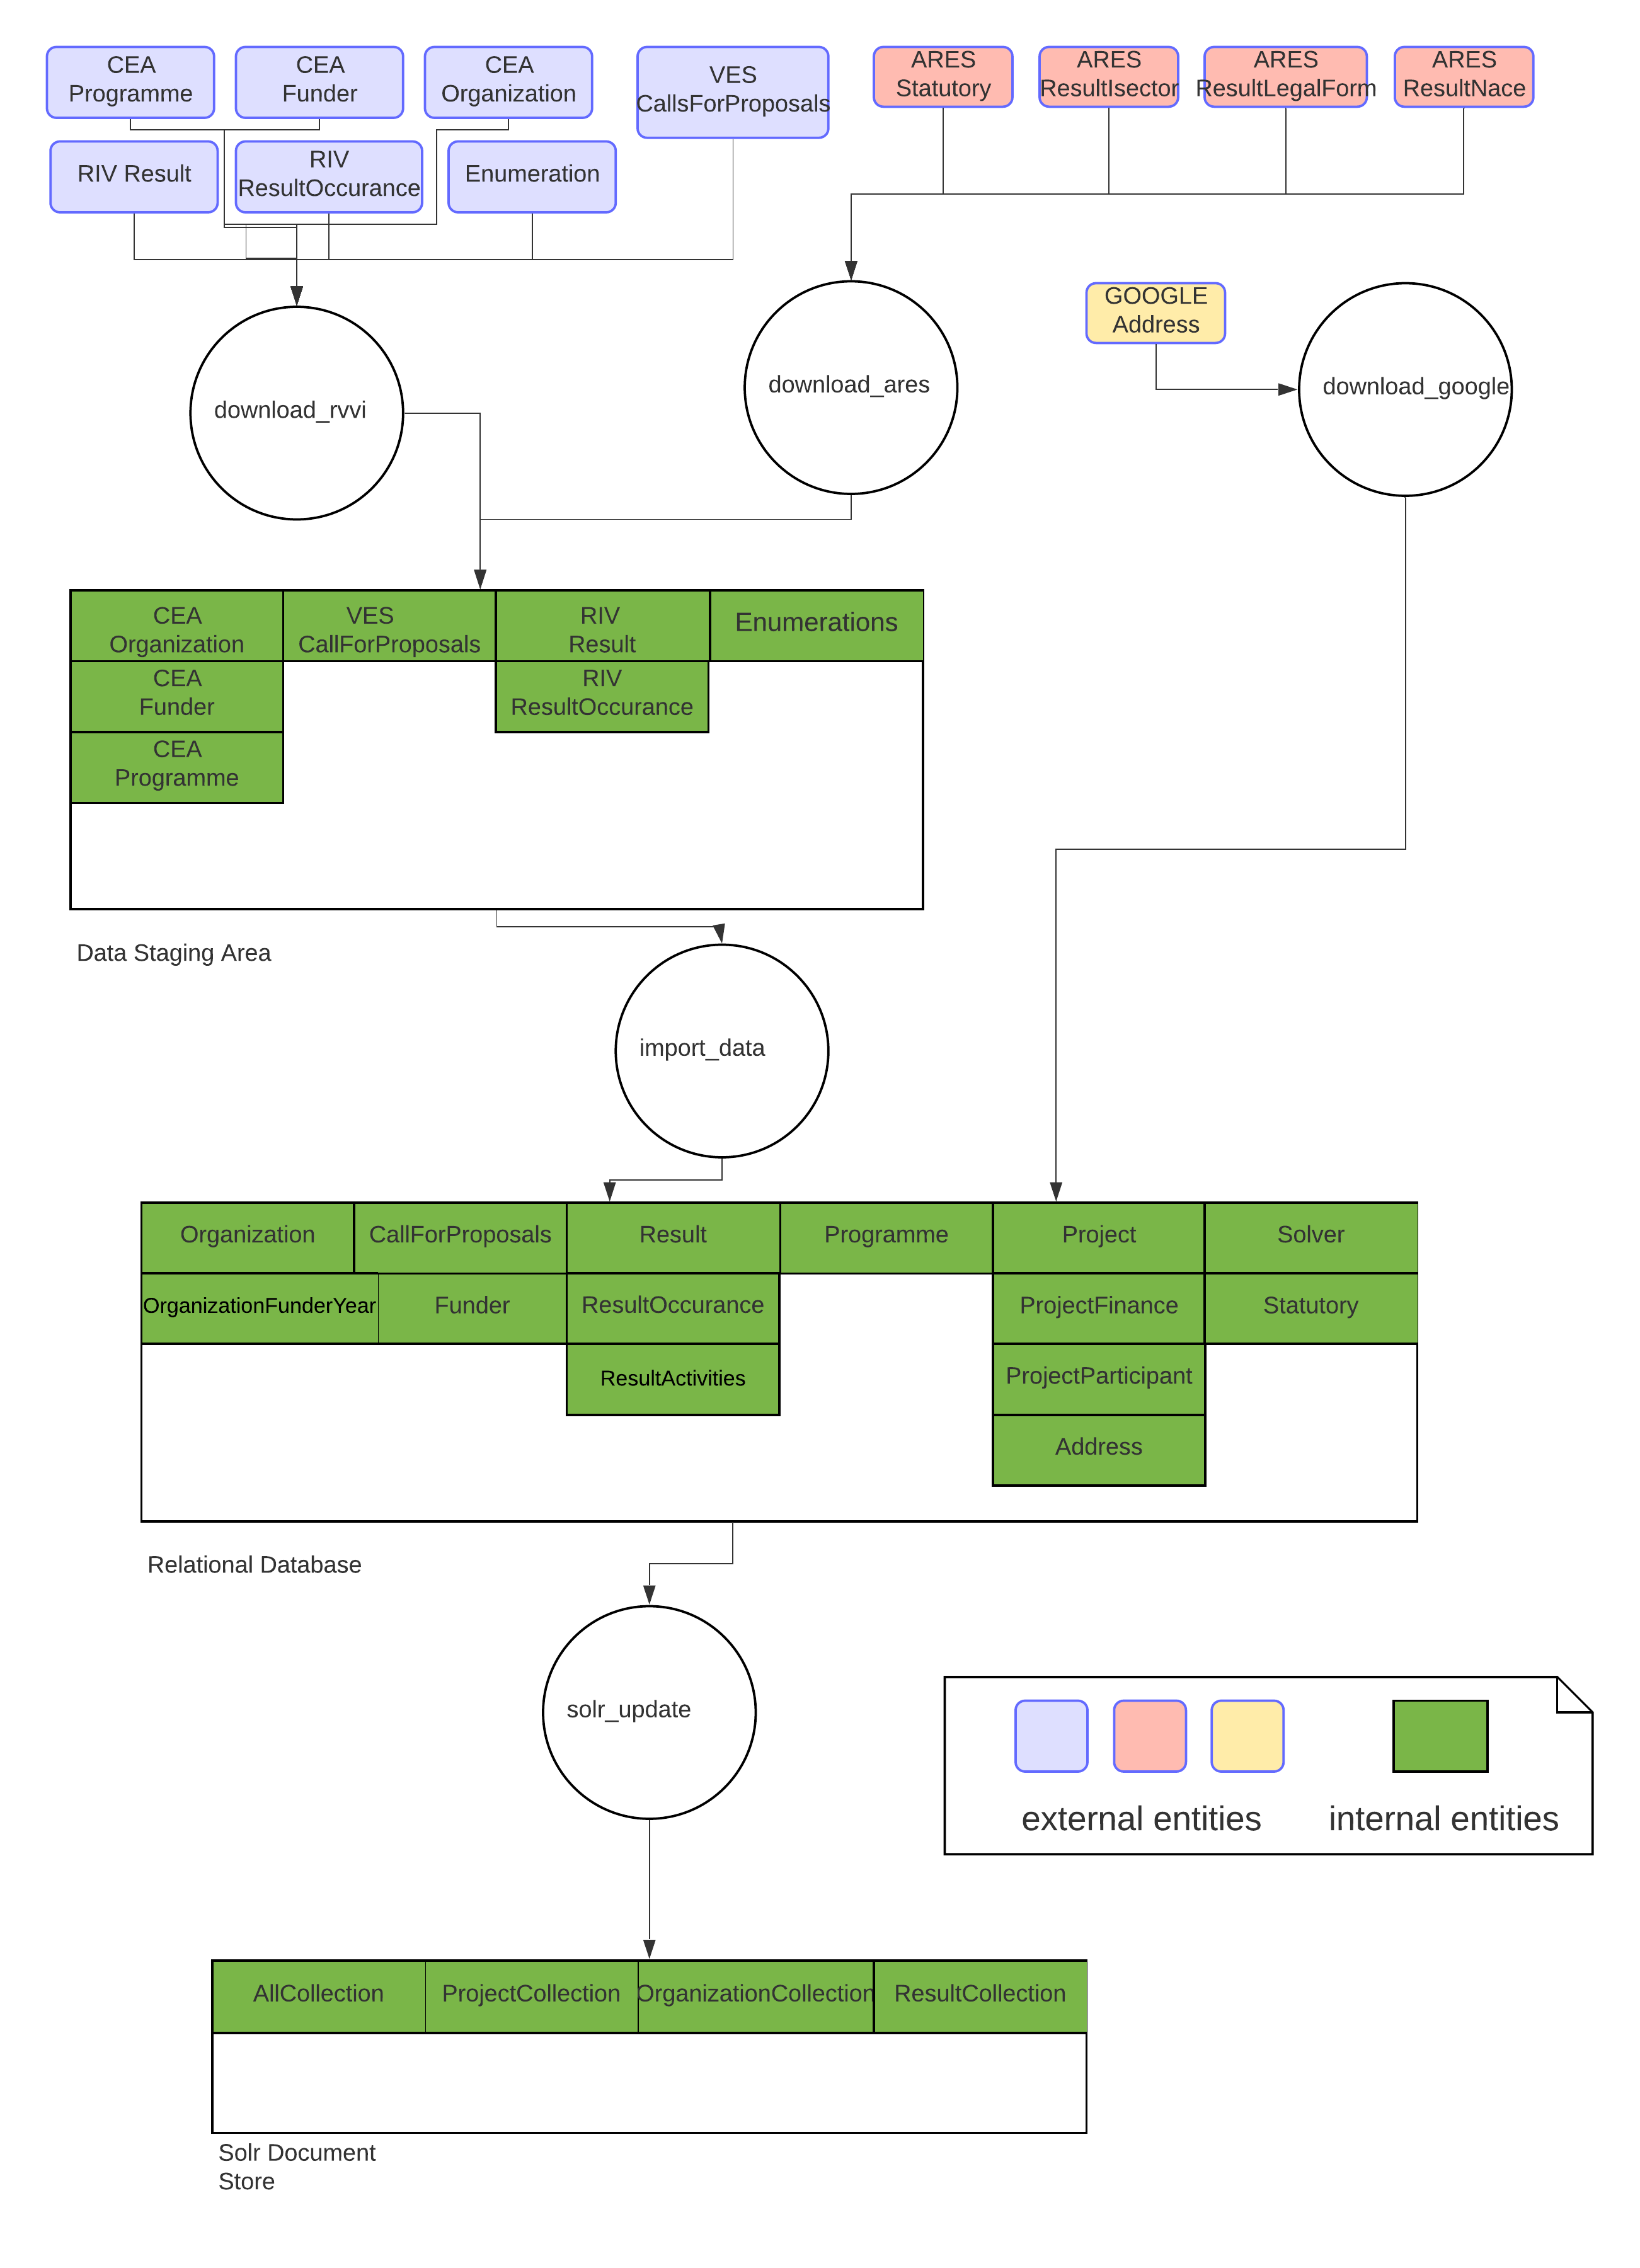 CEA
Programme
CEA
Funder
CEA
Organization
VES
CallsForProposals
ARES
Statutory
ARES
ResultIsector
ARES
ResultLegalForm
ARES
ResultNace
RIV Result
RIV
ResultOccurance
Enumeration
GOOGLE
Address
download_rvvi
download_ares
download_google
CEA
Organization
VES
CallForProposals
RIV
Result
Enumerations
CEA
Funder
RIV
ResultOccurance
CEA
Programme
Data Staging Area
import_data
Organization
CallForProposals
Result
Programme
Project
Solver
OrganizationFunderYear
Funder
ResultOccurance
ProjectFinance
Statutory
ResultActivities
ProjectParticipant
Address
Relational Database
solr_update
external entities
internal entities
AllCollection
ProjectCollection
OrganizationCollection
ResultCollection
Solr Document
Store